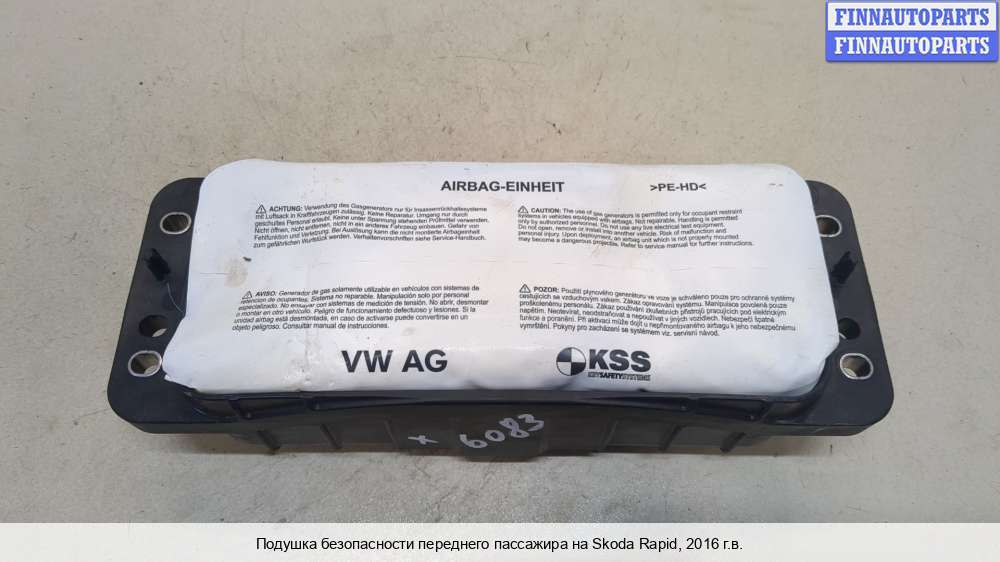 FINNAUTOPARTS
FINNAUTOPARTS
AIRBAG-EINHEIT
>PE-HD<
ACHTUNG: Verwendung des Gasgenerators nur für Insassenrückhaltesysteme
mit Luftsack in Kraftfahrzeugen zulässig. Keine Reparatur. Umgang nur durch
geschultes Personal erlaubt. Keine unter Spannung stehenden Prüfmittel verwenden.
Nicht öffnen, nicht entfernen, nicht in ein anderes Fahrzeug einbauen. Gefahr von
Fehlfunktion und Verletzung. Bei Auslösung kann die nicht montierte Airbageinheit
zum gefährlichen Wurfstück werden. Verhaltensvorschriften siehe Service-Handbuch.
CAUTION: The use of gas generators is permitted only for occupant restraint
systems in vehicles equipped with airbags. Not repairable. Handling is permitted
only by authorized personnel. Do not use any live electrical test equipment.
Do not open, remove or install into another vehicle. Risk of malfunction and
personal injury. Upon deployment, an airbag unit which is not properly mounted
may become a dangerous projectile. Refer to service manual for further instructions.
AVISO: Generador de gas solamente utilizable en vehículos con sistemas de
retencion de ocupantes. Sistema no reparable. Manipulación solo por personal
especializado. No ensayar con sistemas de medición de tensión. No abrir, desmontar
o montar en otro vehículo. Peligro de funcionamiento defectuoso y lesiones. Si la
unidad airbag está desmontada, en caso de activarse puede convertirse en un
objeto peligroso. Consultar manual de instrucciones.
POZOR: Použití plynového generátoru ve voze je schváleno pouze pro ochranné systémy
cestujících se vzduchovým vakem. Zákaz opravování systému. Manipulace povolená pouze
proškolenému personálu. Zákaz používání zkušebních přístrojů pracujících pod elektrickým
napětím. Neotevírat, neodstraňovat a nepoužívat v jiných vozidlech. Nebezpečí špatné
funkce a poranění. Při aktivaci může dojít u nepřimontovaného airbagu k jeho nebezpečnému
vymrštění. Pokyny pro zacházení se systémem viz. servisní návod.
VW AG
KSS
KEY SAFETY SYSTEMS
x 6083
Подушка безопасности переднего пассажира на Skoda Rapid, 2016 г.в.